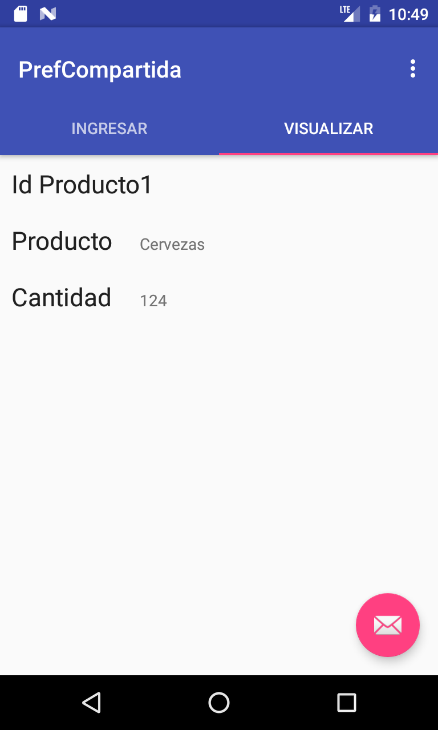 LTE 10:49
PrefCompartida
INGRESAR VISUALIZAR
Id Producto1
Producto Cervezas
Cantidad 124